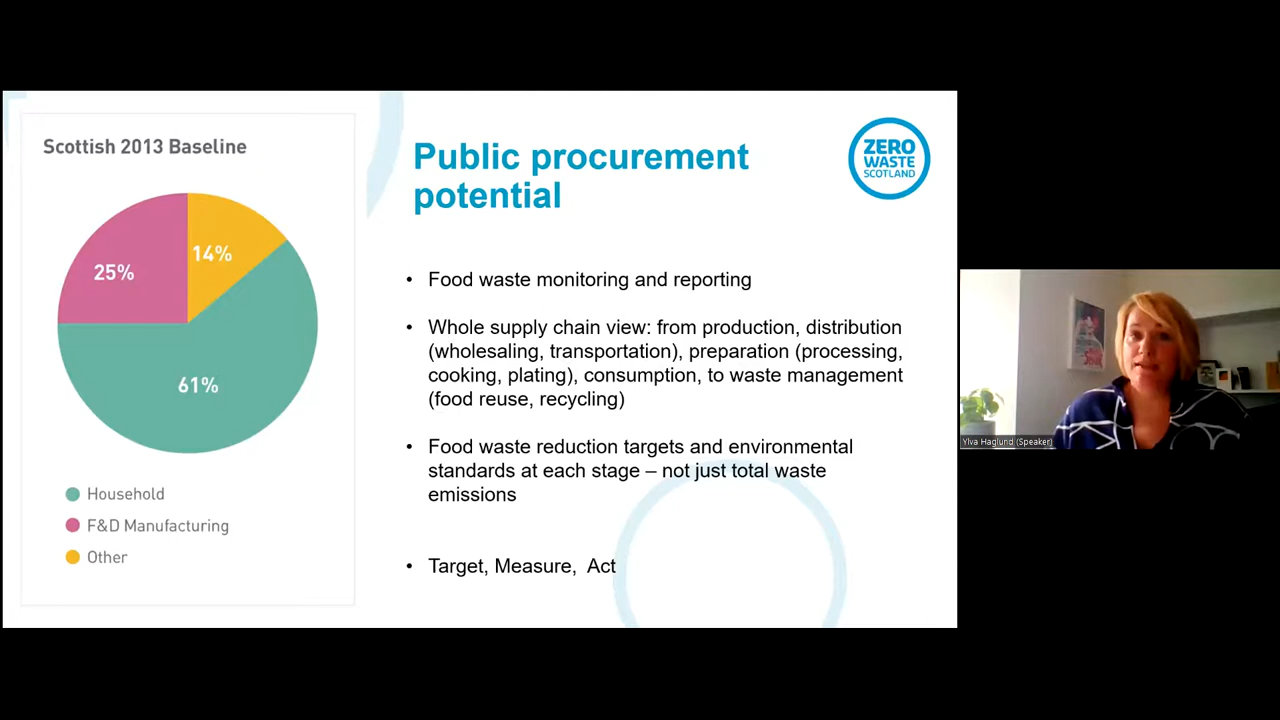 Scottish 2013 Baseline
25%
14%
61%
Household
F&D Manufacturing
Other
Public procurement
potential
ZERO
WASTE
SCOTLAND
• Food waste monitoring and reporting
• Whole supply chain view: from production, distribution
(wholesaling, transportation), preparation (processing,
cooking, plating), consumption, to waste management
(food reuse, recycling)
• Food waste reduction targets and environmental
standards at each stage – not just total waste
emissions
• Target, Measure,  Act
Ylva Haglund (Speaker)